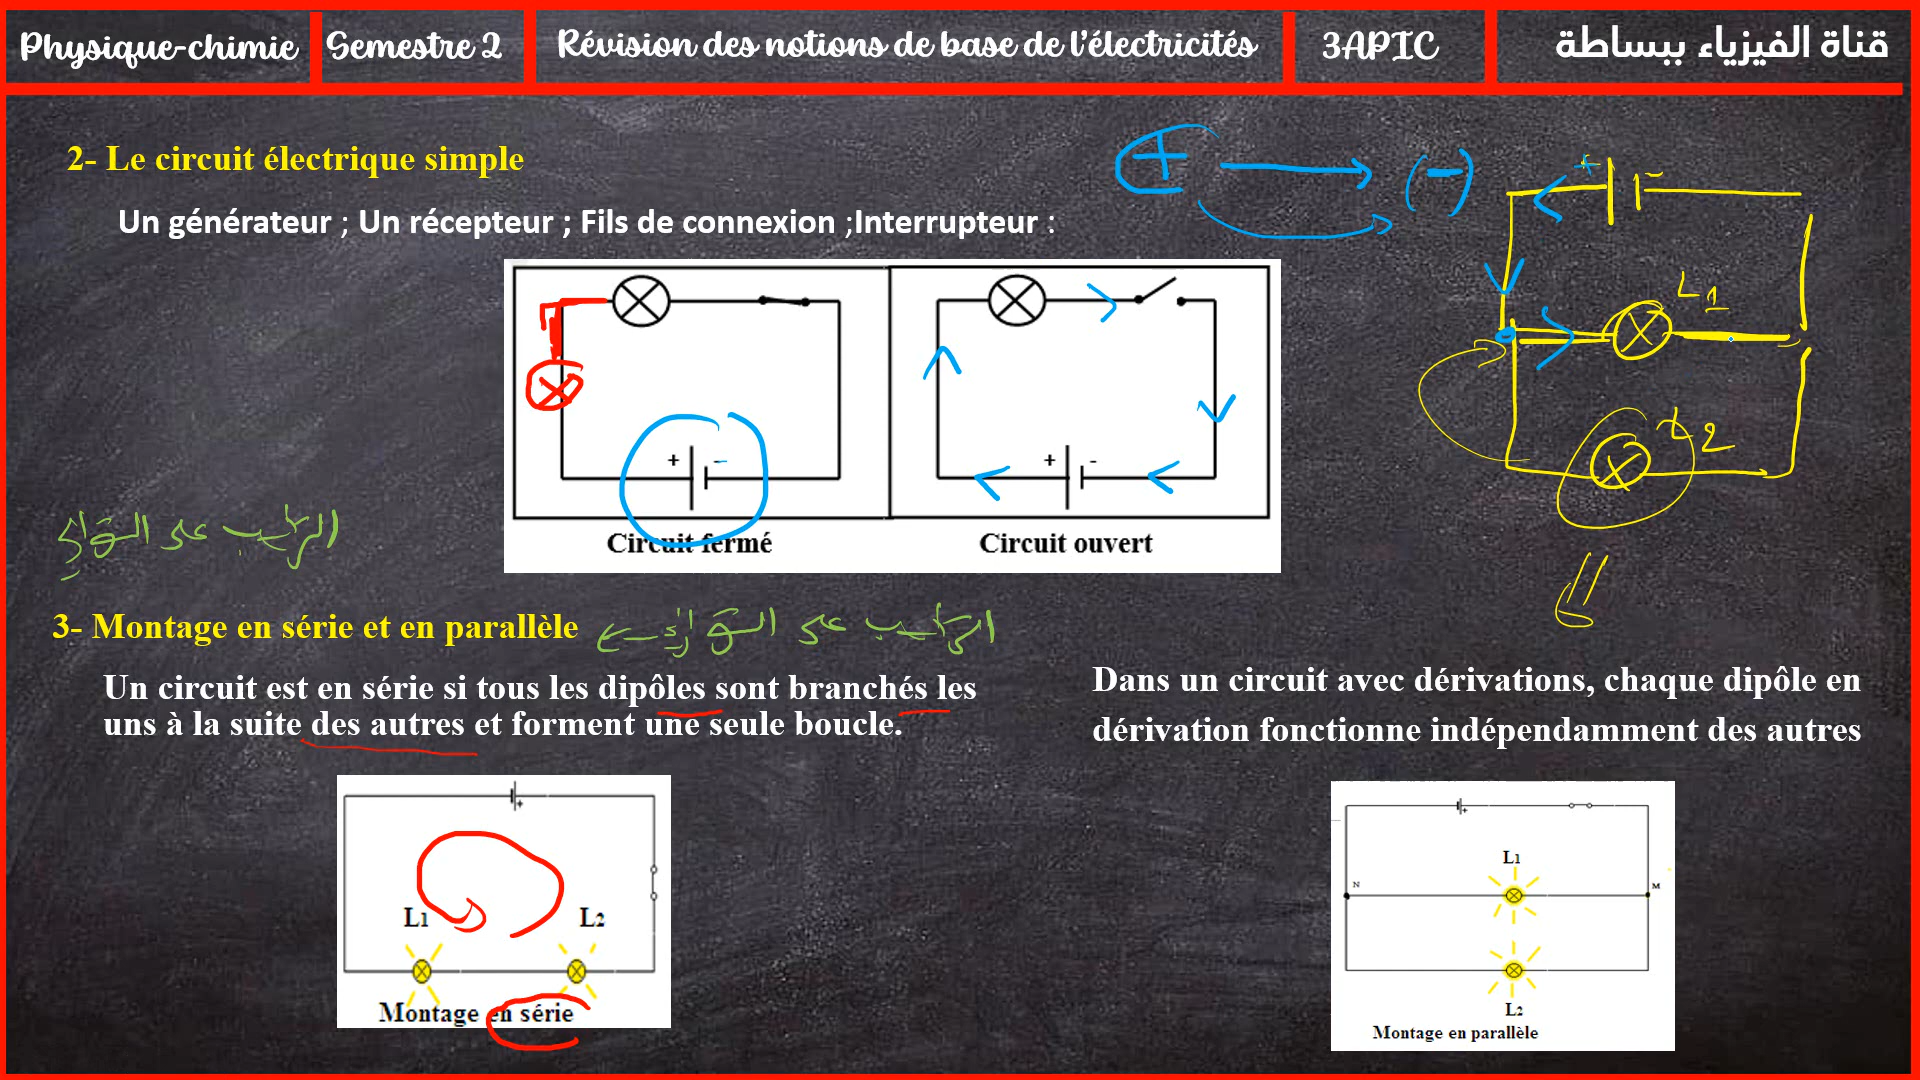 Physique-chimie Semestre 2 Révision des notions de base de l'électricités 3APIC قناة الفيزياء ببساطة
2- Le circuit électrique simple
Un générateur ; Un récepteur ; Fils de connexion ;Interrupteur :
+ (-)
+ -
L1
L2
+ -
+ -
Circuit fermé
Circuit ouvert
التركيب على التوازي
3- Montage en série et en parallèle
التركيب على التوالي
Un circuit est en série si tous les dipôles sont branchés les
uns à la suite des autres et forment une seule boucle.
Dans un circuit avec dérivations, chaque dipôle en
dérivation fonctionne indépendamment des autres
+
L1 L2
Montage en série
+
L1
N M
L2
Montage en parallèle